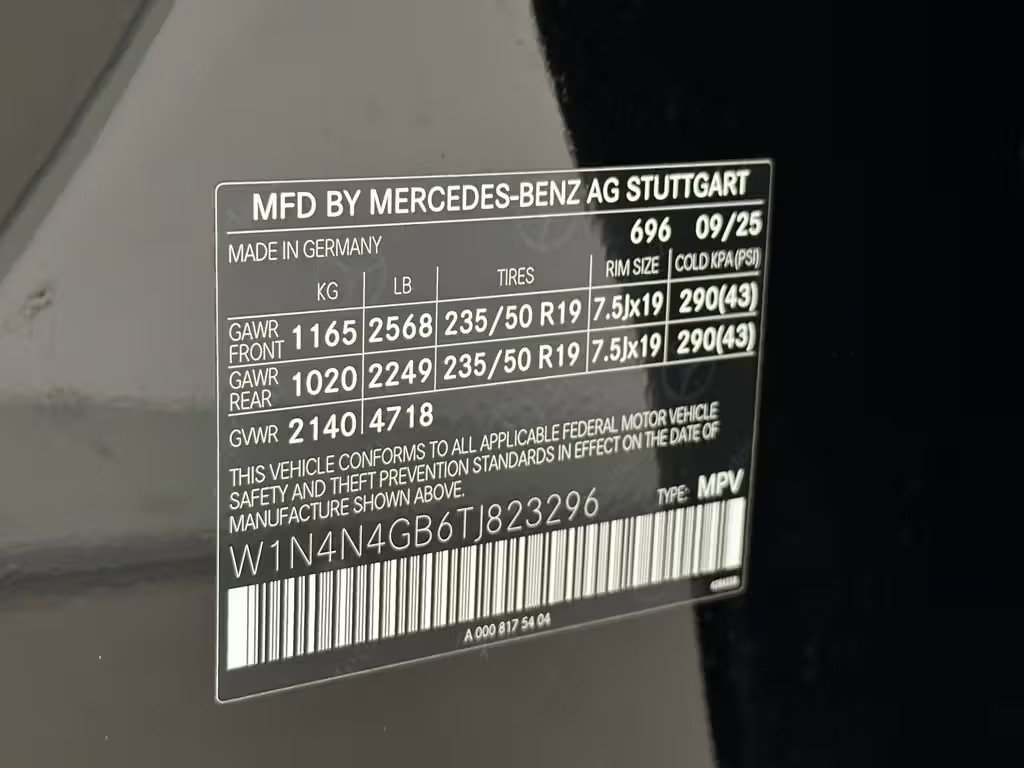 MFD BY MERCEDES-BENZ AG STUTTGART
MADE IN GERMANY 696 09/25
KG LB TIRES RIM SIZE COLD KPA(PSI)
GAWR FRONT 1165 2568 235/50 R19 7.5Jx19 290(43)
GAWR REAR 1020 2249 235/50 R19 7.5Jx19 290(43)
GVWR 2140 4718
THIS VEHICLE CONFORMS TO ALL APPLICABLE FEDERAL MOTOR VEHICLE
SAFETY AND THEFT PREVENTION STANDARDS IN EFFECT ON THE DATE OF
MANUFACTURE SHOWN ABOVE.
TYPE: MPV
W1N4N4GB6TJ823296
A 000 817 54 04